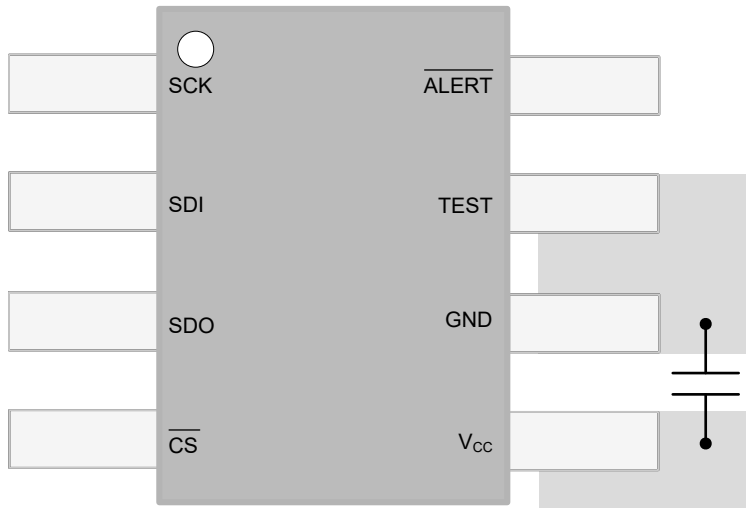 SCK
ALERT
SDI
TEST
SDO
GND
CS
VCC